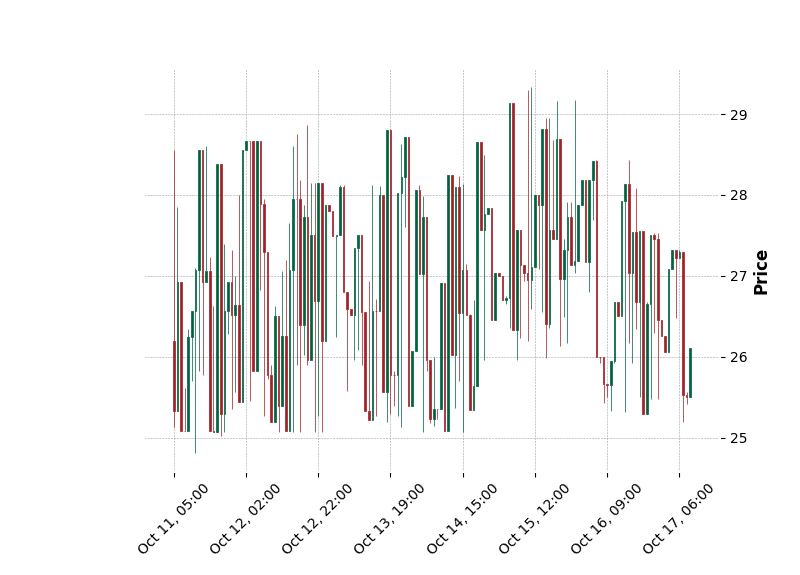 29
28
27
26
25
Price
Oct 11, 05:00
Oct 12, 02:00
Oct 12, 22:00
Oct 13, 19:00
Oct 14, 15:00
Oct 15, 12:00
Oct 16, 09:00
Oct 17, 06:00